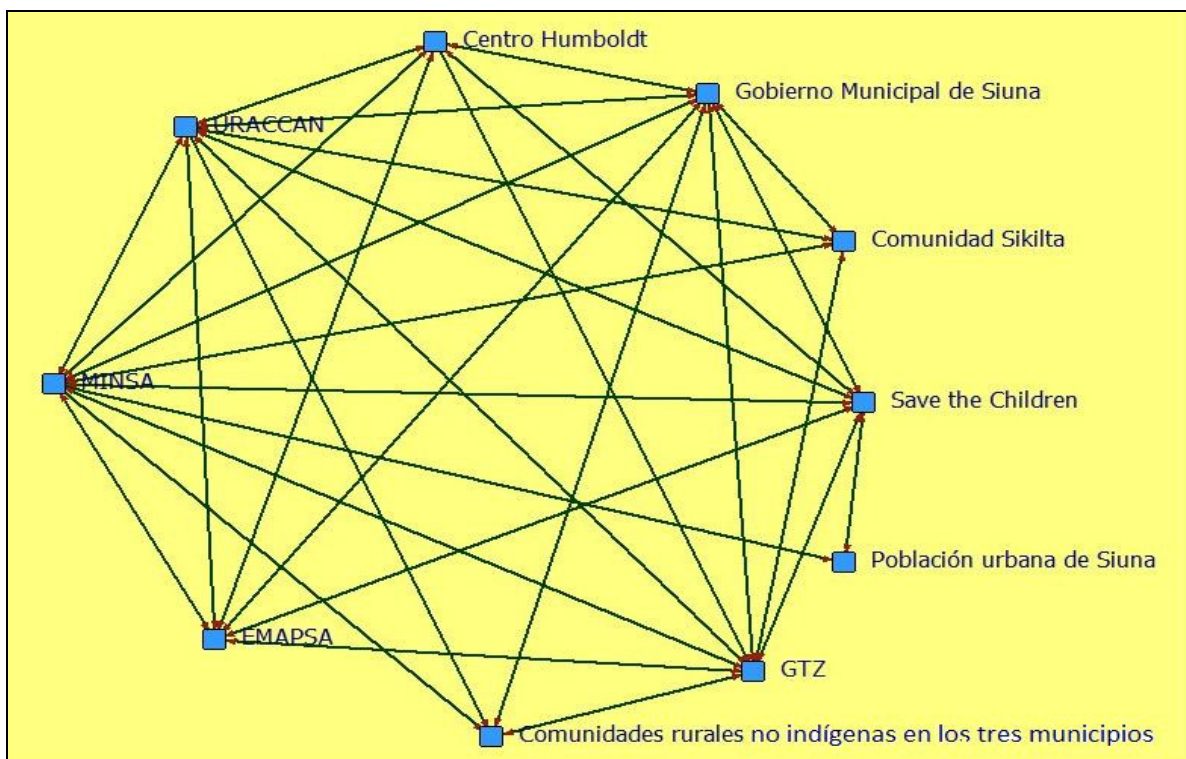 Centro Humboldt
Gobierno Municipal de Siuna
URACCAN
Comunidad Sikilta
MINSA
Save the Children
Población urbana de Siuna
EMAPSA
GTZ
Comunidades rurales no indígenas en los tres municipios